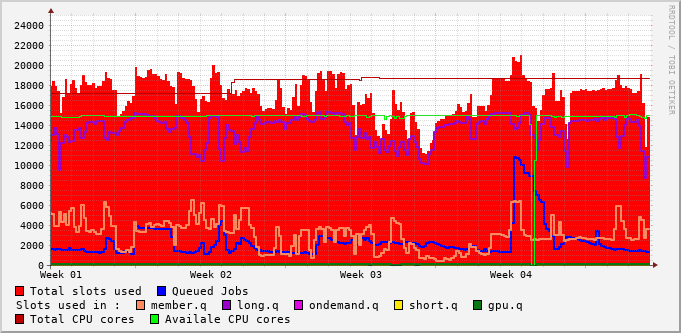 24000
22000
20000
18000
16000
14000
12000
10000
8000
6000
4000
2000
0
Week 01 Week 02 Week 03 Week 04
RRDTOOL / TOBI OETIKER
Total slots used Queued Jobs
Slots used in : member.q long.q ondemand.q short.q gpu.q
Total CPU cores Availale CPU cores